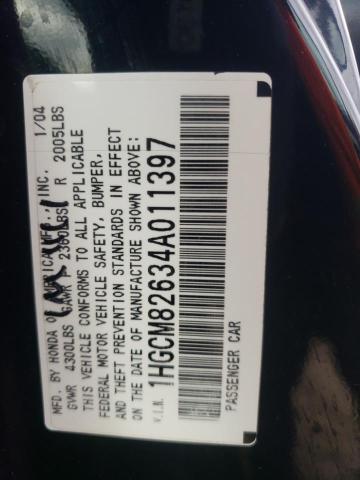 MFD. BY HONDA OF AMERICA MFG., INC. 1/04
GVWR 4300LBS GAWR F 2360LBS R 2005LBS
THIS VEHICLE CONFORMS TO ALL APPLICABLE
FEDERAL MOTOR VEHICLE SAFETY, BUMPER,
AND THEFT PREVENTION STANDARDS IN EFFECT
ON THE DATE OF MANUFACTURE SHOWN ABOVE:
V.I.N. 1HGCM82634A011397
PASSENGER CAR